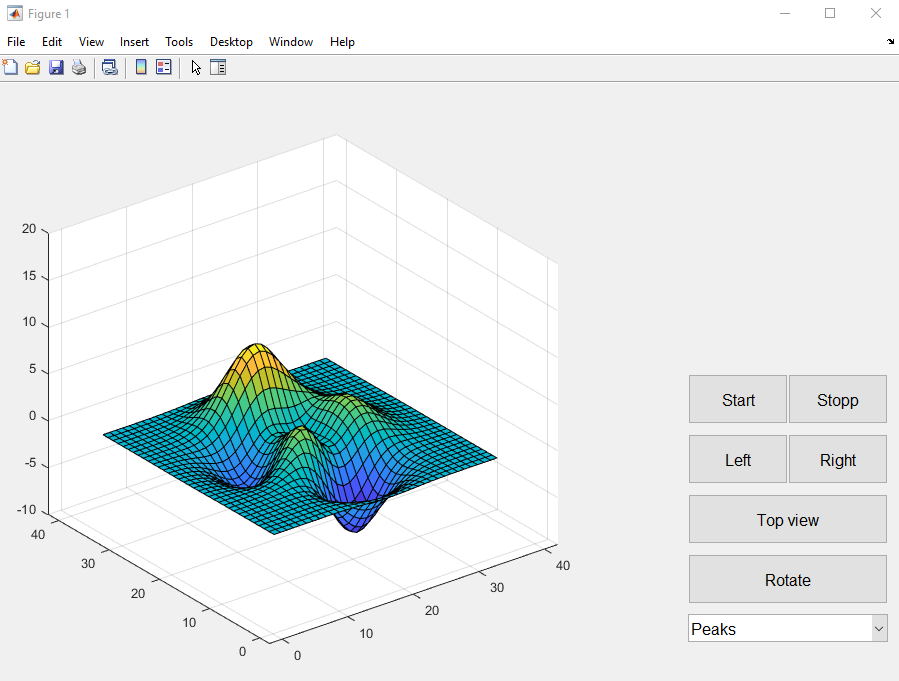 Figure 1
File Edit View Insert Tools Desktop Window Help
20
15
10
5
0
-5
-10
40
30
20
10
0
0
10
20
30
40
Start Stopp
Left Right
Top view
Rotate
Peaks